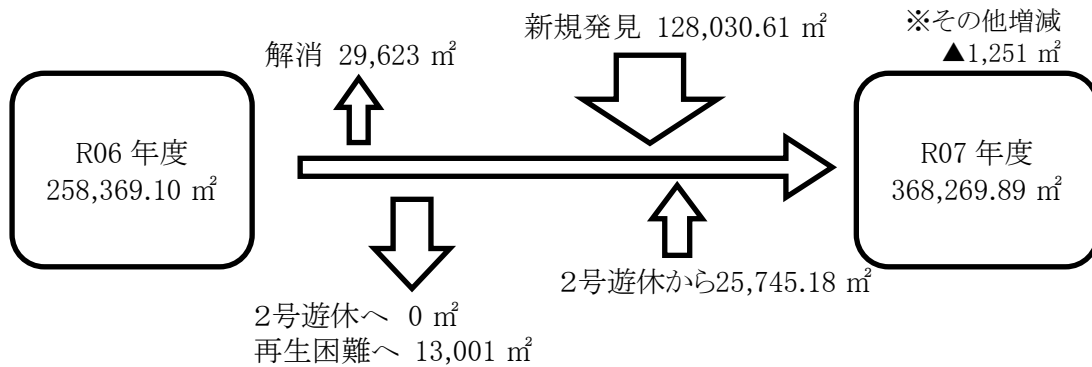 解消 29,623 ㎡
新規発見 128,030.61 ㎡
※その他増減
▲1,251 ㎡
R06 年度
258,369.10 ㎡
R07 年度
368,269.89 ㎡
２号遊休へ 0 ㎡
再生困難へ 13,001 ㎡
２号遊休から25,745.18 ㎡